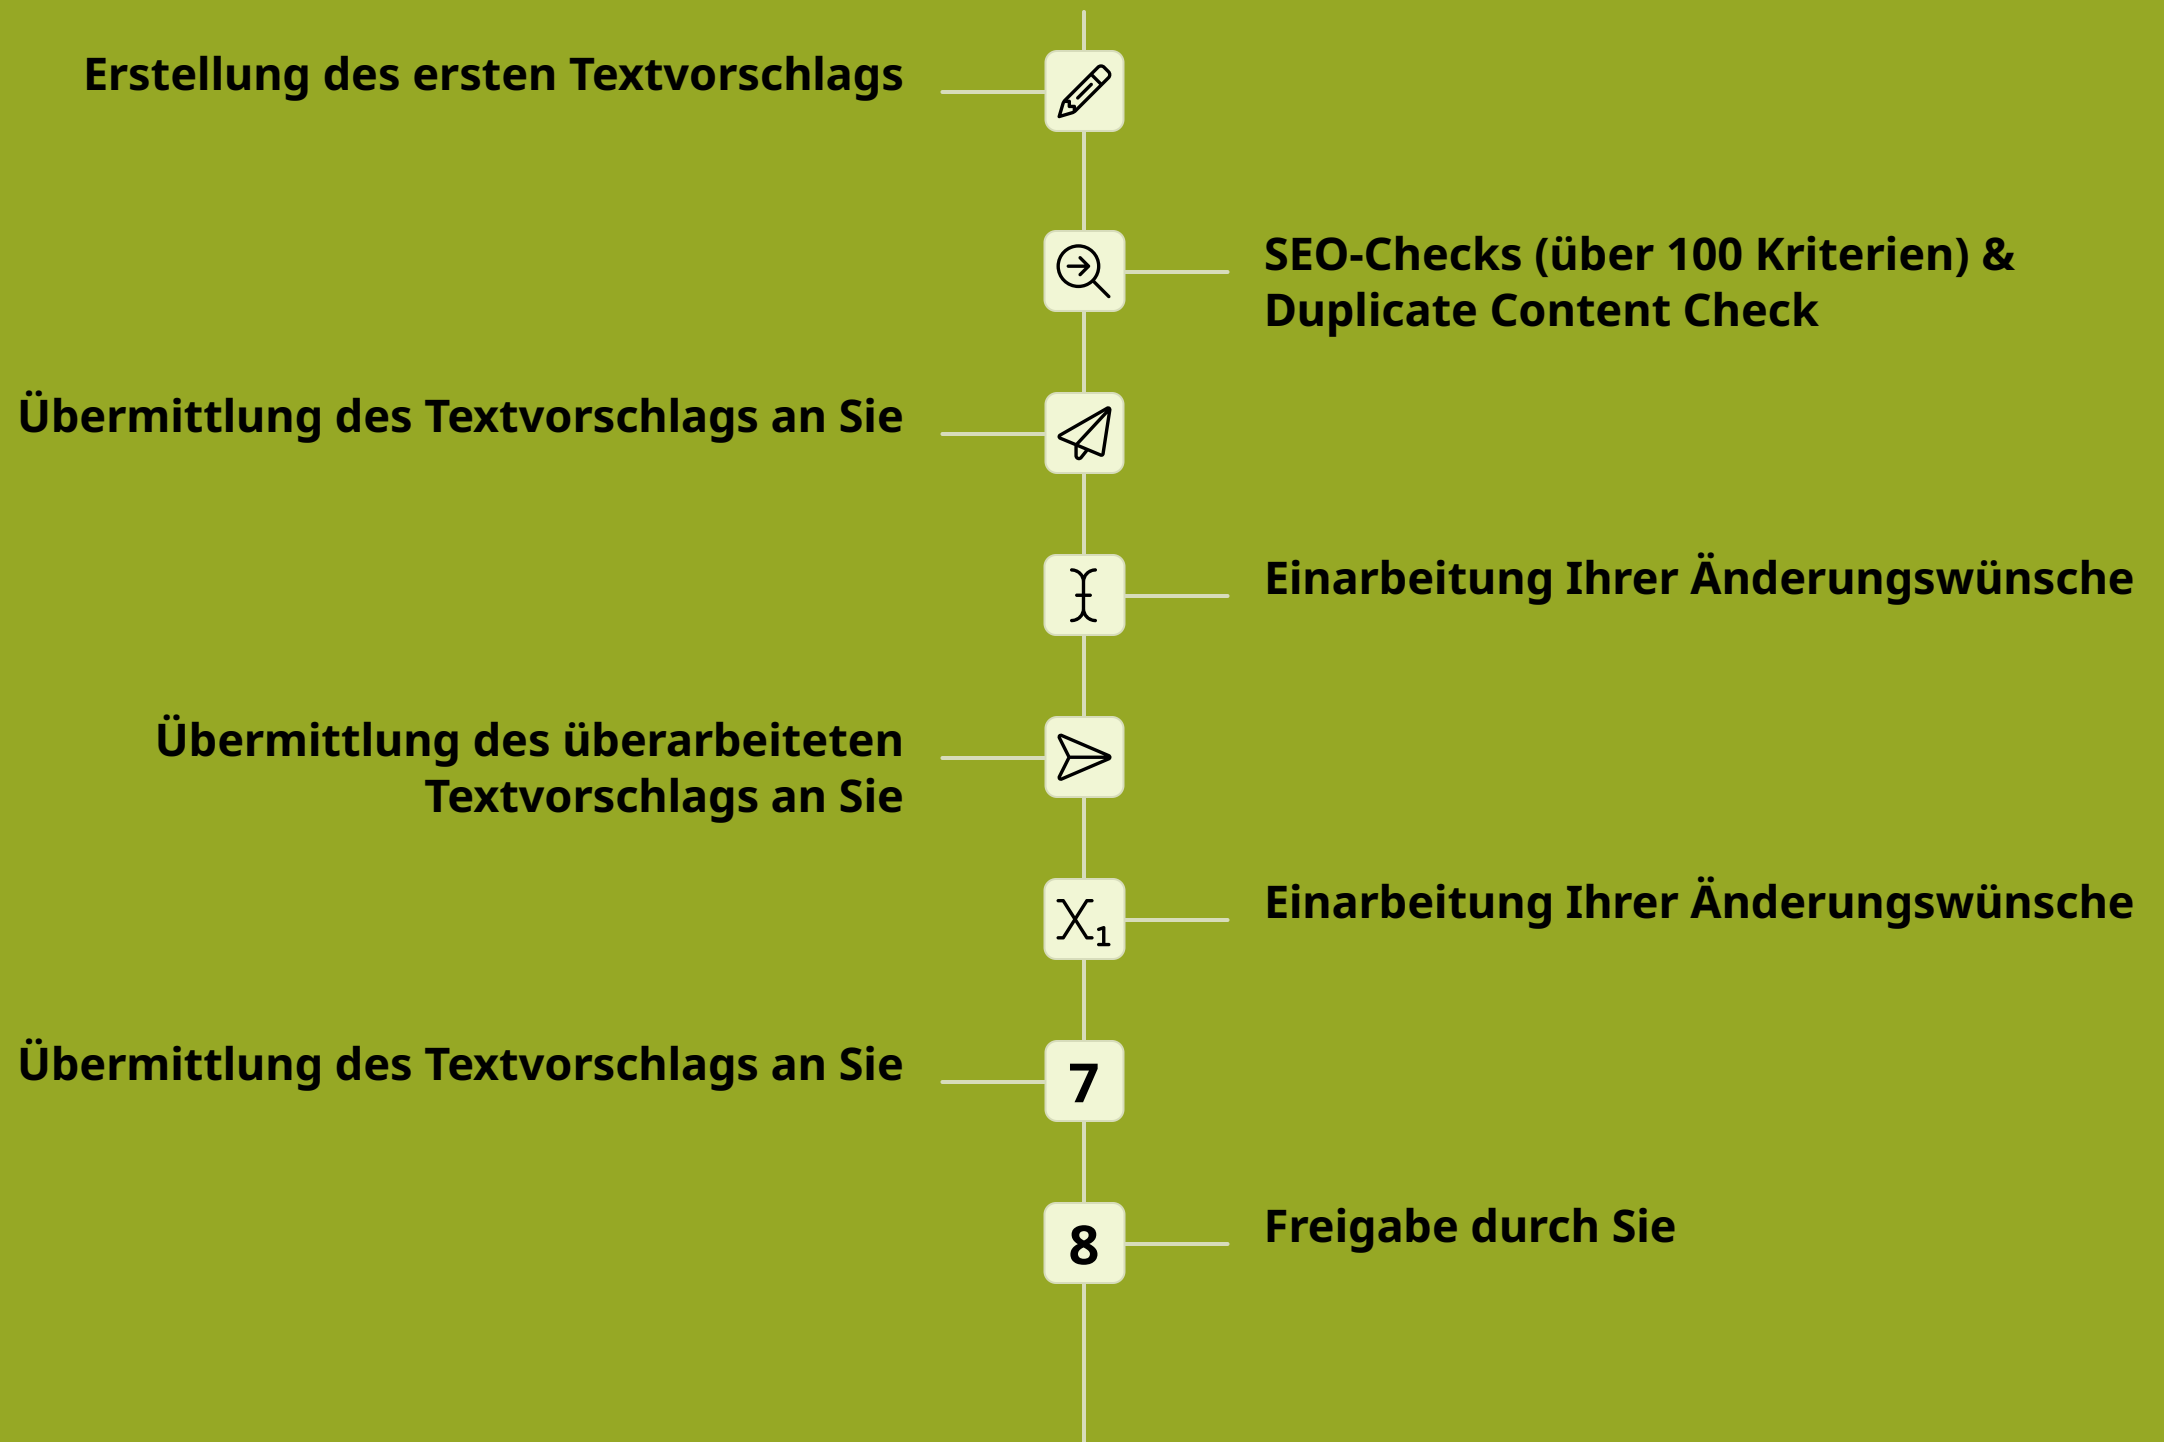 Erstellung des ersten Textvorschlags
SEO-Checks (über 100 Kriterien) &
Duplicate Content Check
Übermittlung des Textvorschlags an Sie
Einarbeitung Ihrer Änderungswünsche
Übermittlung des überarbeiteten
Textvorschlags an Sie
X₁
Einarbeitung Ihrer Änderungswünsche
Übermittlung des Textvorschlags an Sie
7
8
Freigabe durch Sie